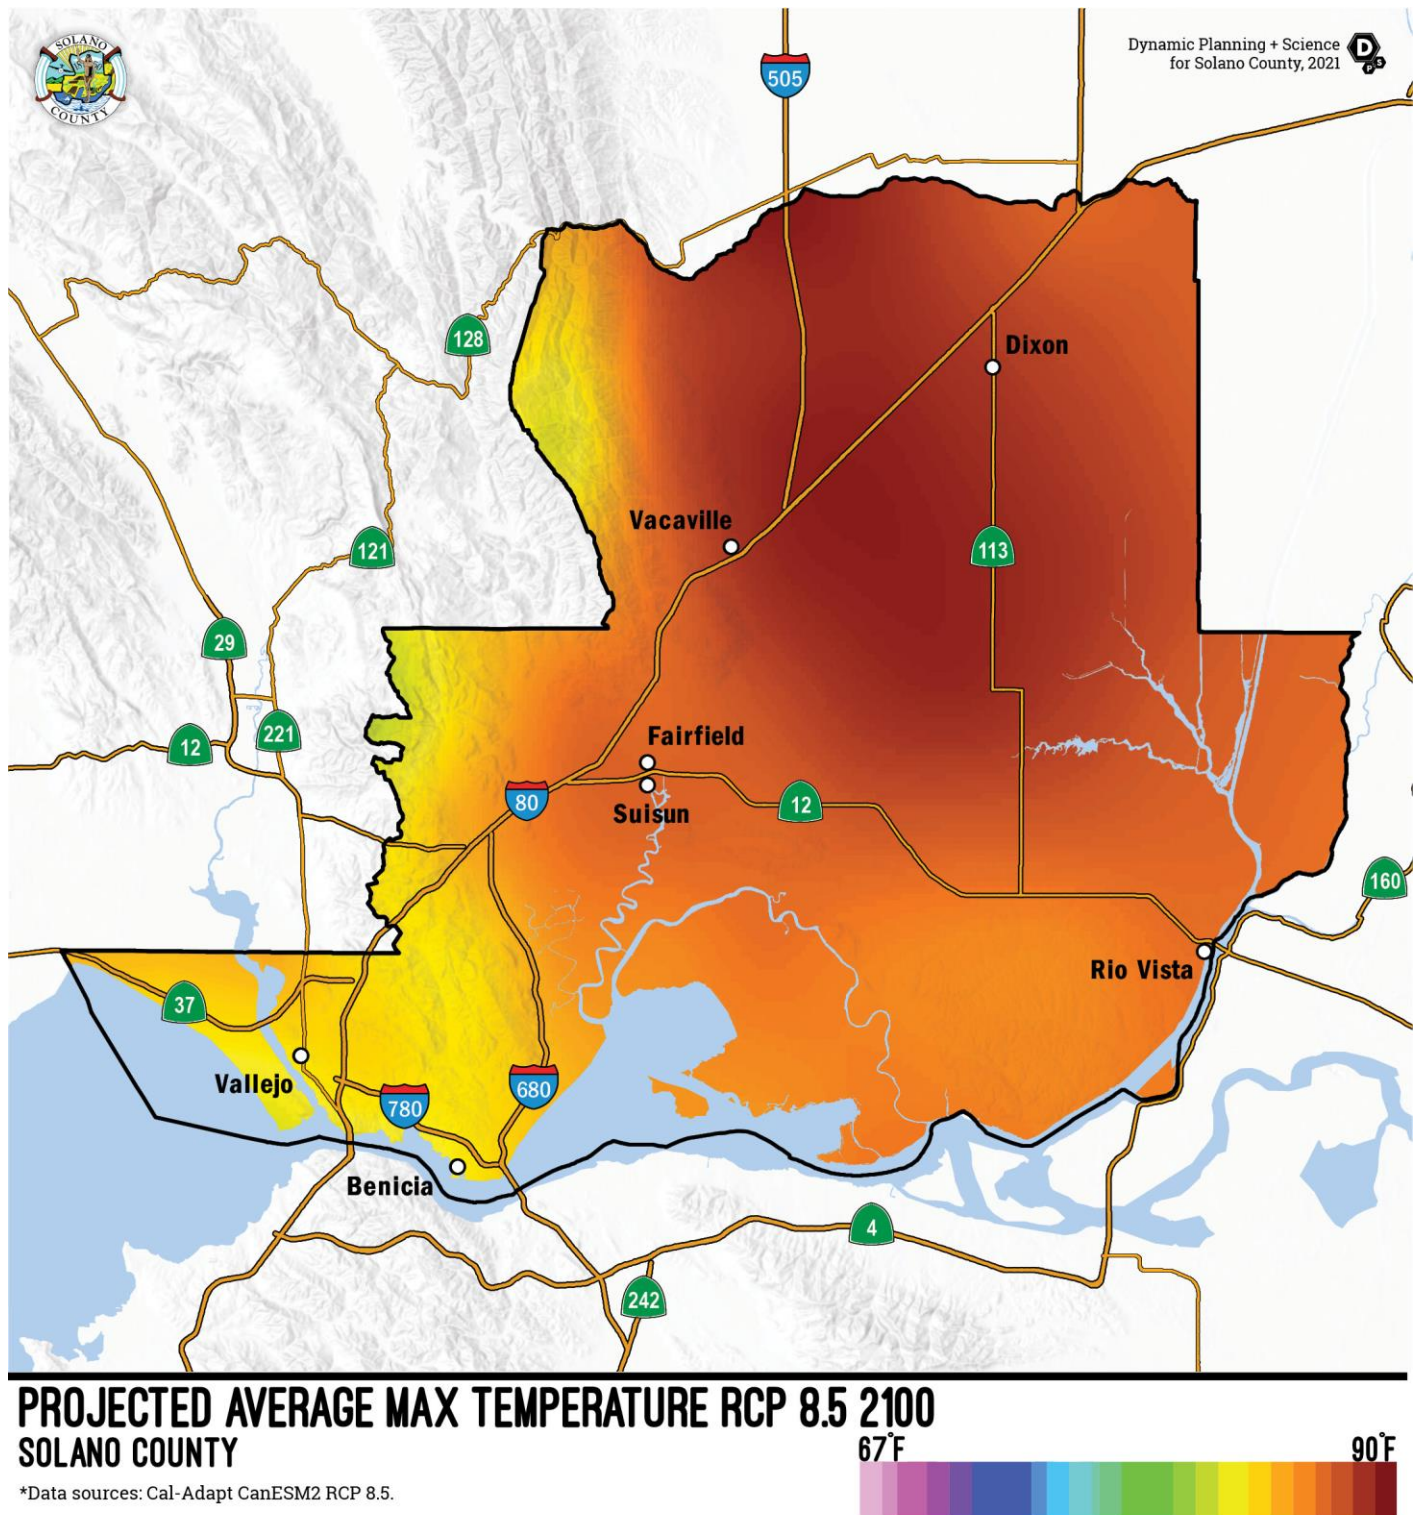 SOLANO
COUNTY
Dynamic Planning + Science
for Solano County, 2021
D
P S
505
128
Dixon
Vacaville
121
113
29
12
221
Fairfield
80
Suisun
12
160
Rio Vista
37
Vallejo
780
680
Benicia
4
242
PROJECTED AVERAGE MAX TEMPERATURE RCP 8.5 2100
SOLANO COUNTY
67°F
90°F
*Data sources: Cal-Adapt CanESM2 RCP 8.5.